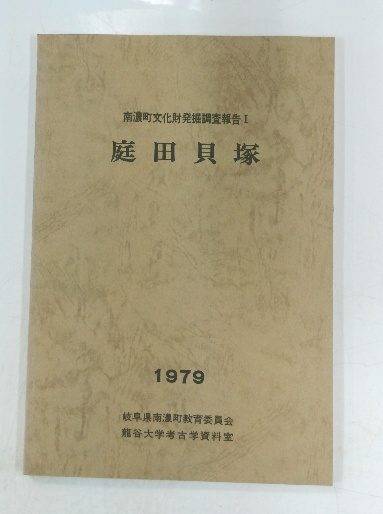 南濃町文化財発掘調査報告Ⅰ
庭田貝塚
1979
岐阜県南濃町教育委員会
龍谷大学考古学資料室